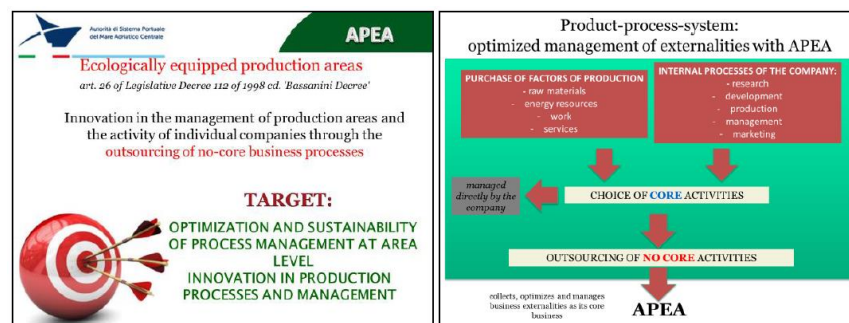 Autorità di Sistema Portuale
del Mare Adriatico Centrale
APEA
Ecologically equipped production areas
art. 26 of Legislative Decree 112 of 1998 cd. 'Bassanini Decree'
Innovation in the management of production areas and
the activity of individual companies through the
outsourcing of no-core business processes
TARGET:
OPTIMIZATION AND SUSTAINABILITY
OF PROCESS MANAGEMENT AT AREA
LEVEL
INNOVATION IN PRODUCTION
PROCESSES AND MANAGEMENT
Product-process-system:
optimized management of externalities with APEA
PURCHASE OF FACTORS OF PRODUCTION
- raw materials
- energy resources
- work
- services
INTERNAL PROCESSES OF THE COMPANY:
- research
- development
- production
- management
- marketing
managed
directly by the
company
CHOICE OF CORE ACTIVITIES
OUTSOURCING OF NO CORE ACTIVITIES
collects, optimizes and manages
business externalities as its core
business
APEA